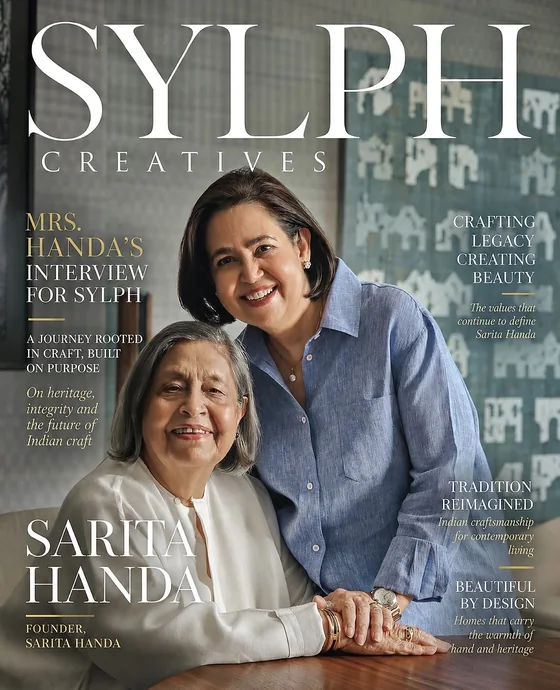 SYLPH
CREATIVES
MRS.
HANDA'S
INTERVIEW
FOR SYLPH
A JOURNEY ROOTED
IN CRAFT, BUILT
ON PURPOSE
On heritage,
integrity and
the future of
Indian craft
SARITA
HANDA
FOUNDER,
SARITA HANDA
CRAFTING
LEGACY
CREATING
BEAUTY
The values that
continue to define
Sarita Handa
TRADITION
REIMAGINED
Indian craftsmanship
for contemporary
living
BEAUTIFUL
BY DESIGN
Homes that carry
the warmth of
hand and heritage